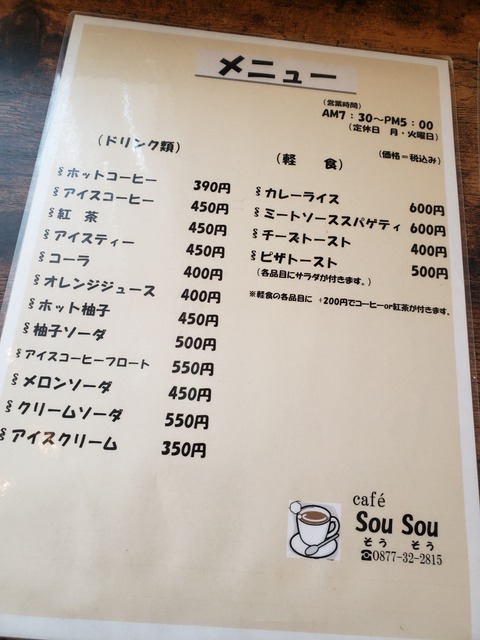 メニュー
(営業時間)
AM7：30～PM5：00
(定休日 月・火曜日)
(価格＝税込み)
(ドリンク類)
ホットコーヒー 390円
アイスコーヒー 450円
紅 茶 450円
アイスティー 450円
コーラ 400円
オレンジジュース 400円
ホット柚子 450円
柚子ソーダ 500円
アイスコーヒーフロート 550円
メロンソーダ 450円
クリームソーダ 550円
アイスクリーム 350円
(軽 食)
カレーライス 600円
ミートソーススパゲティ 600円
チーズトースト 400円
ピザトースト 500円
(各品目にサラダが付きます。)
※軽食の各品目に +200円でコーヒーor紅茶が付きます。
café
Sou Sou
そう そう
☎0877-32-2815